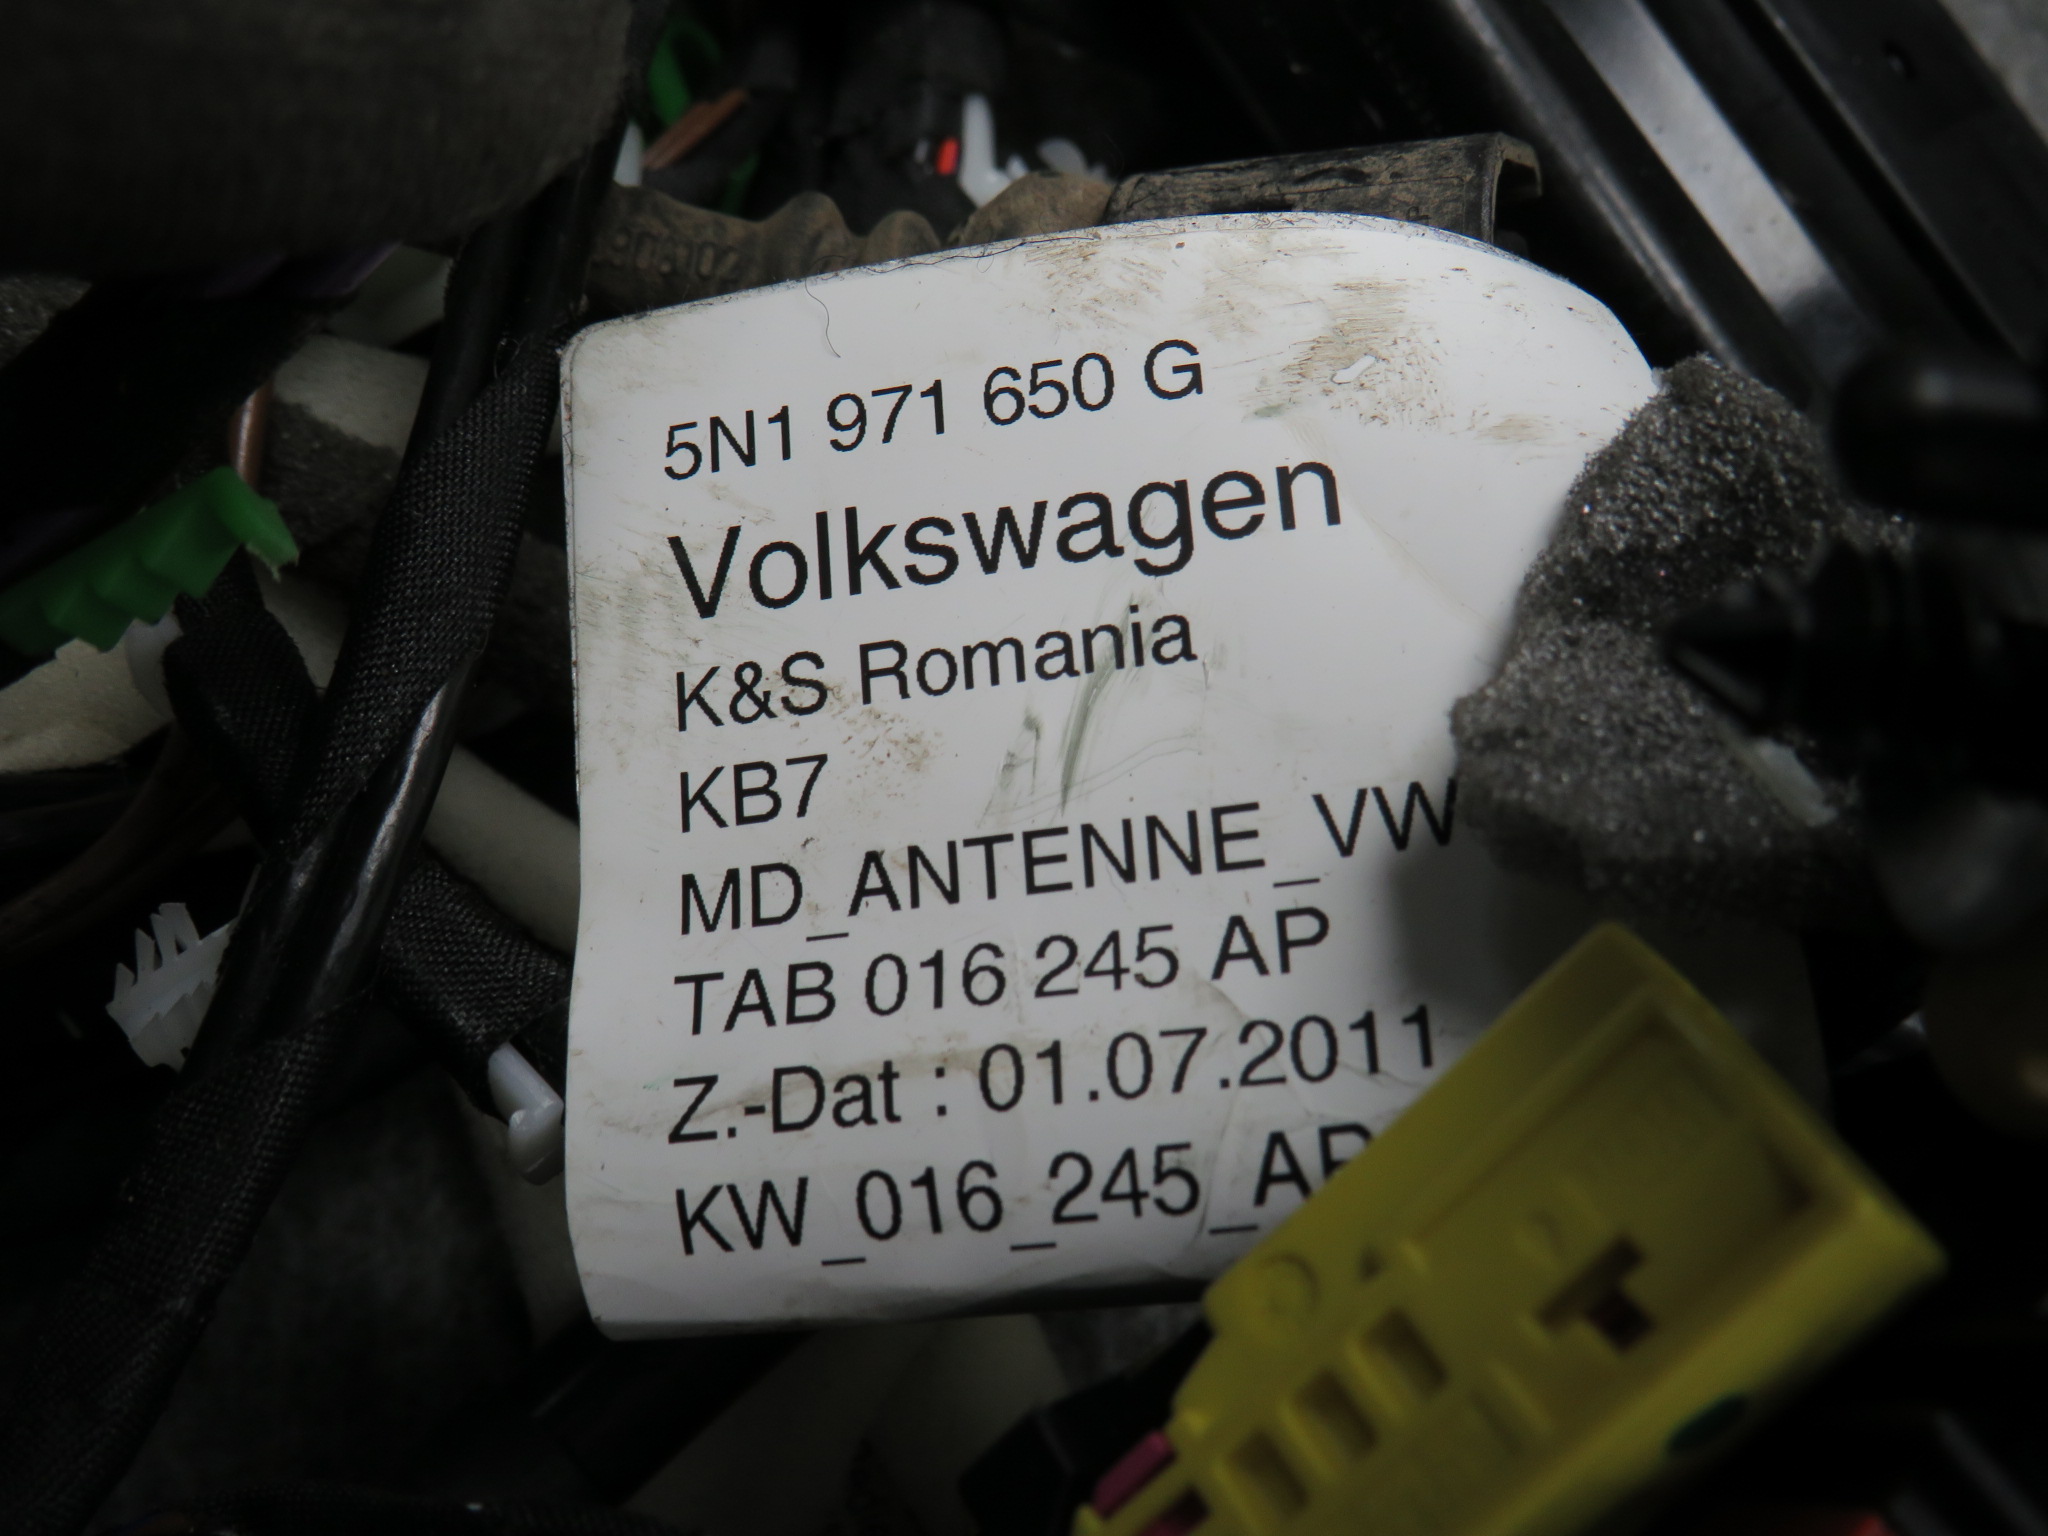 5N1 971 650 G
Volkswagen
K&S Romania
KB7
MD_ANTENNE_VW
TAB 016 245 AP
Z.-Dat : 01.07.2011
KW_016_245_AP